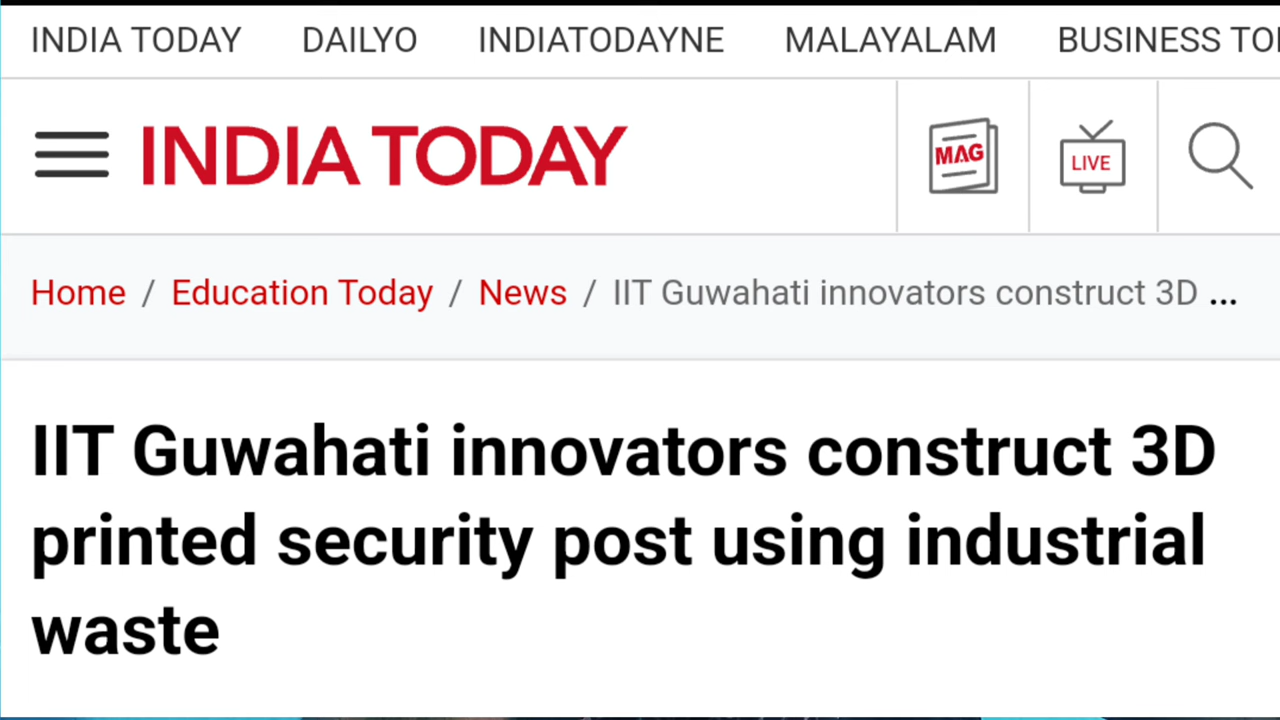 INDIA TODAY DAILYO INDIATODAYNE MALAYALAM BUSINESS
INDIA TODAY MAG LIVE
Home / Education Today / News / IIT Guwahati innovators construct 3D ...
IIT Guwahati innovators construct 3D
printed security post using industrial
waste